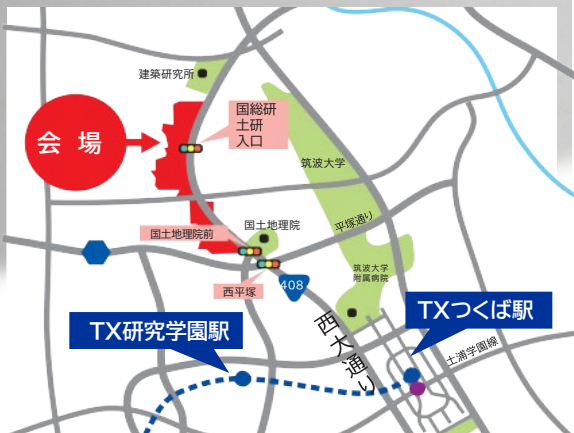 建築研究所
会場
国総研
土研
入口
筑波大学
国土地理院前
国土地理院
平塚通り
筑波大学
附属病院
西平塚
408
西大通り
TX研究学園駅
TXつくば駅
土浦学園線